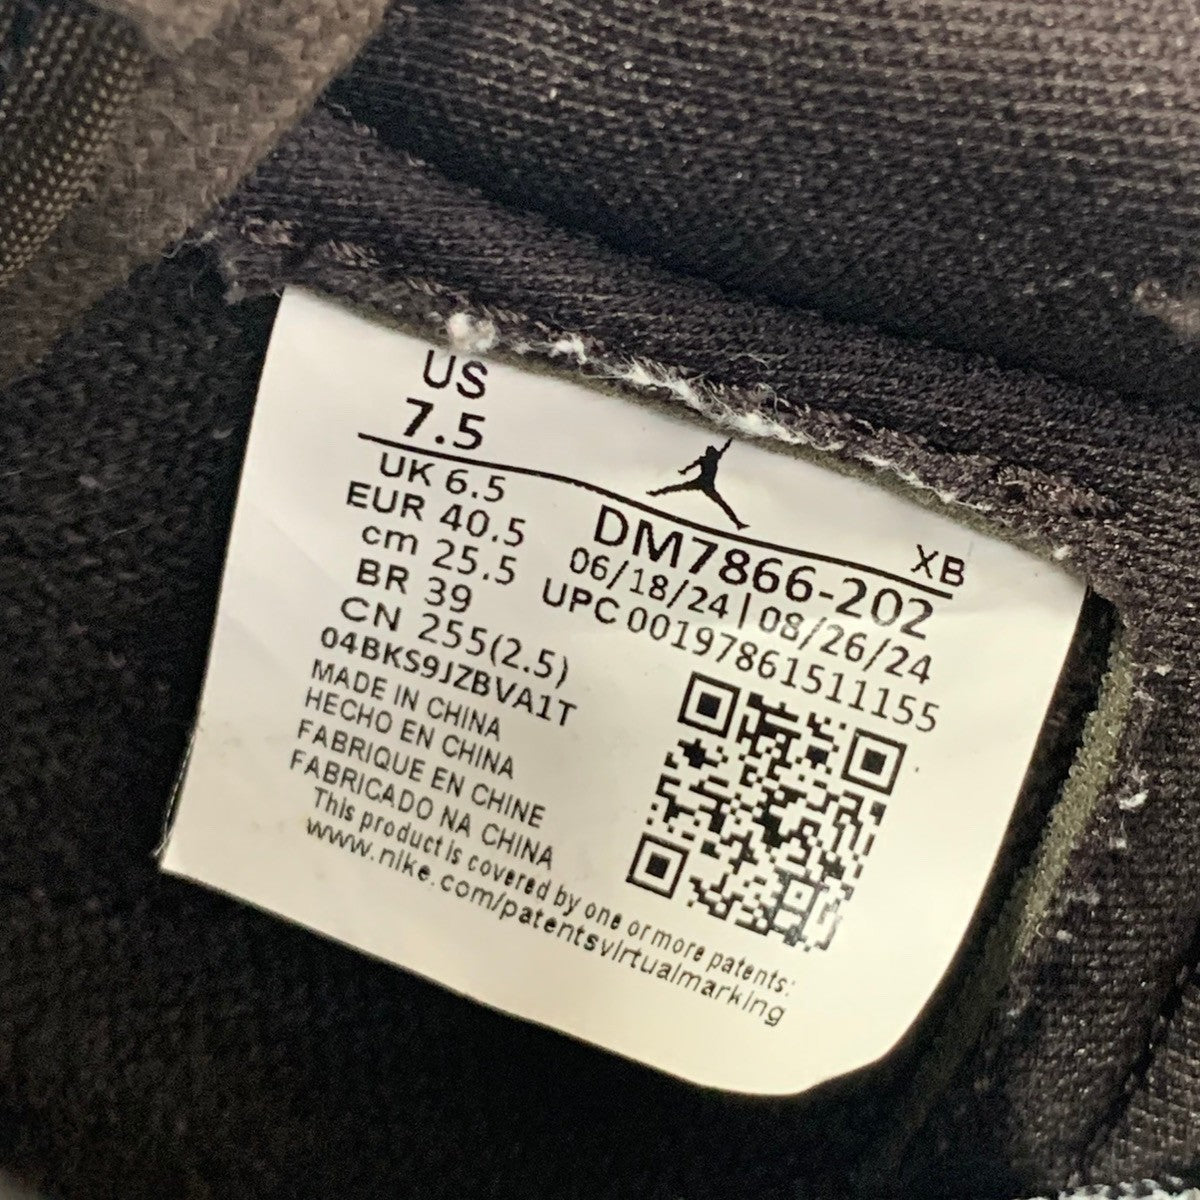 US
7.5
UK 6.5
EUR 40.5
cm 25.5
BR 39
CN 255(2.5)
04BKS9JZBVA1T
XB
DM7866-202
06/18/24 | 08/26/24
UPC 00197861511155
MADE IN CHINA
HECHO EN CHINA
FABRIQUE EN CHINE
FABRICADO NA CHINA
This product is covered by one or more patents:
www.nike.com/patentsvirtualmarking